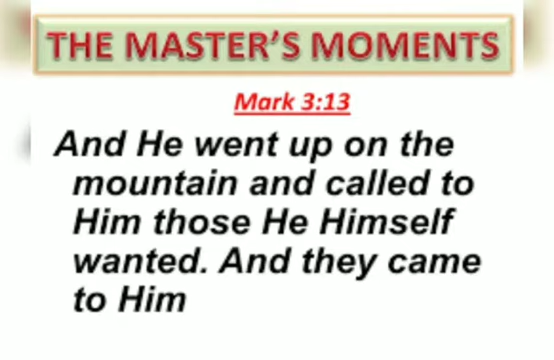 THE MASTER'S MOMENTS
Mark 3:13
And He went up on the
mountain and called to
Him those He Himself
wanted. And they came
to Him